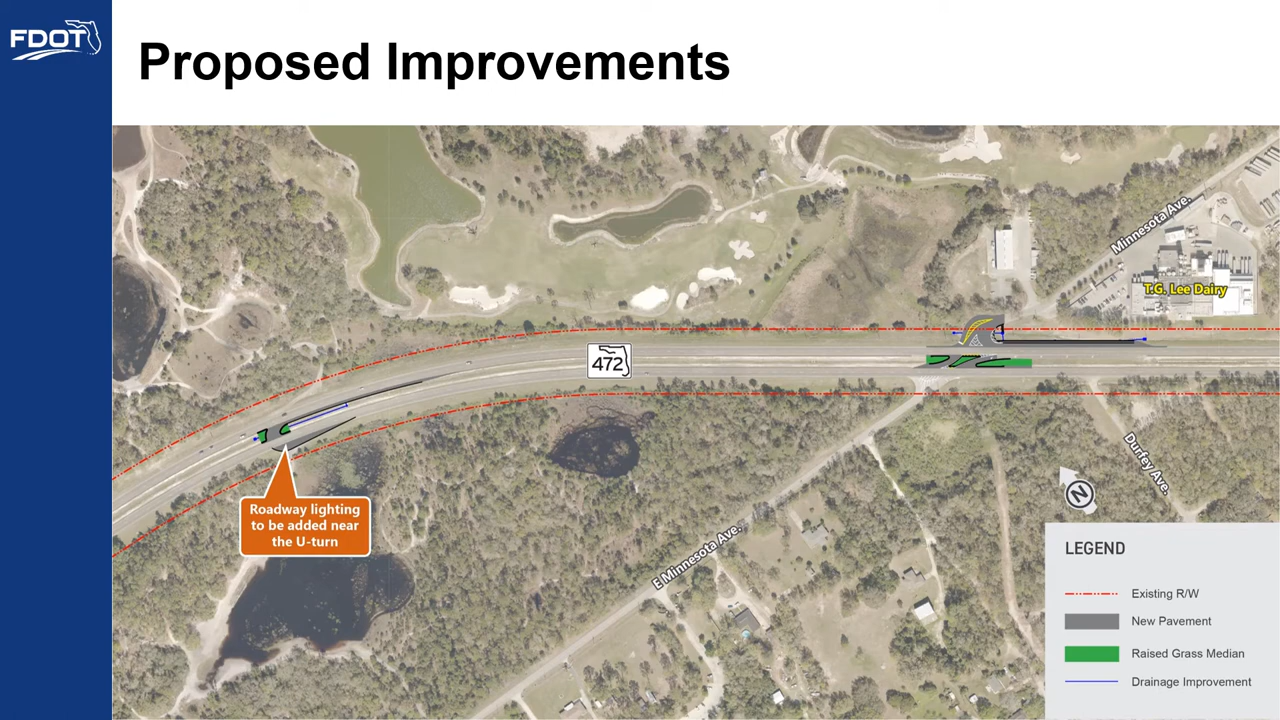 FDOT
Proposed Improvements
Minnesota Ave.
T.G. Lee Dairy
472
Roadway lighting
to be added near
the U-turn
Durfey Ave.
E Minnesota Ave.
N
LEGEND
Existing R/W
New Pavement
Raised Grass Median
Drainage Improvement